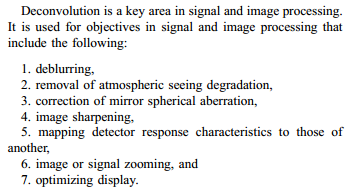 Deconvolution is a key area in signal and image processing.
It is used for objectives in signal and image processing that
include the following:
1. deblurring,
2. removal of atmospheric seeing degradation,
3. correction of mirror spherical aberration,
4. image sharpening,
5. mapping detector response characteristics to those of
another,
6. image or signal zooming, and
7. optimizing display.